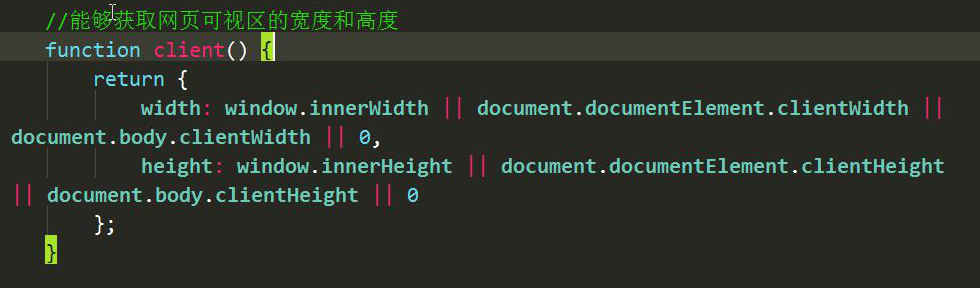 //能够获取网页可视区的宽度和高度
function client() {
return {
width: window.innerWidth || document.documentElement.clientWidth ||
document.body.clientWidth || 0,
height: window.innerHeight || document.documentElement.clientHeight
|| document.body.clientHeight || 0
};
}